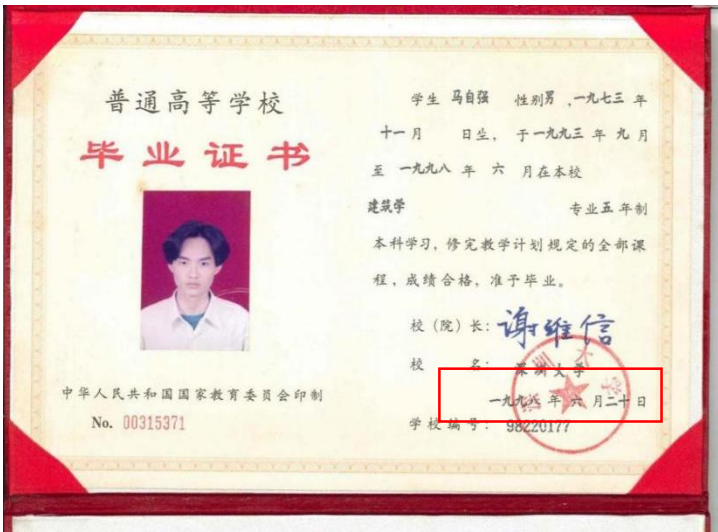 普通高等学校
毕业证书
中华人民共和国国家教育委员会印制
No. 00315371
学生 马自强 性别男 ,一九七三 年
十一月 日生, 于一九九三 年 九 月
至 一九九八 年 六 月在本校
建筑学 专业五 年制
本科学习, 修完教学计划规定的全部课
程, 成绩合格, 准予毕业。
校(院)长: 谢维信
校 名: 深圳大学
一九九八 年 六 月二十日
学校编号: 98220177
深圳大学